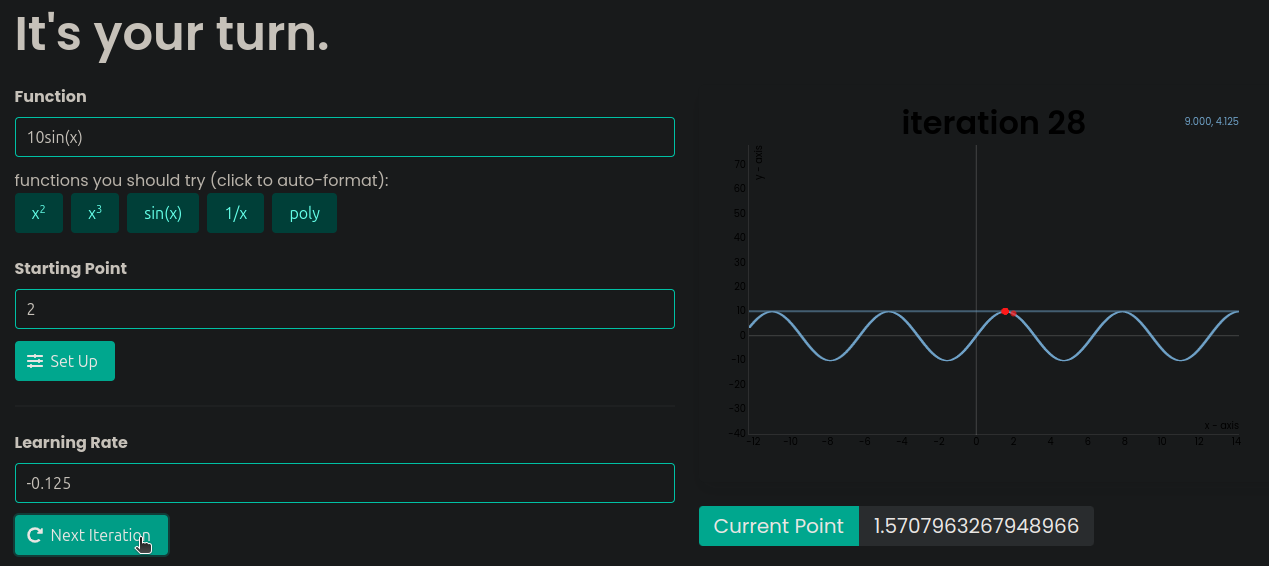 It's your turn.
Function
10sin(x)
functions you should try (click to auto-format):
x² x³ sin(x) 1/x poly
Starting Point
2
Set Up
Learning Rate
-0.125
Next Iteration
iteration 28
9.000, 4.125
y - axis
70
60
50
40
30
20
10
0
-10
-20
-30
-40
x - axis
-12 -10 -8 -6 -4 -2 0 2 4 6 8 10 12 14
Current Point 1.5707963267948966